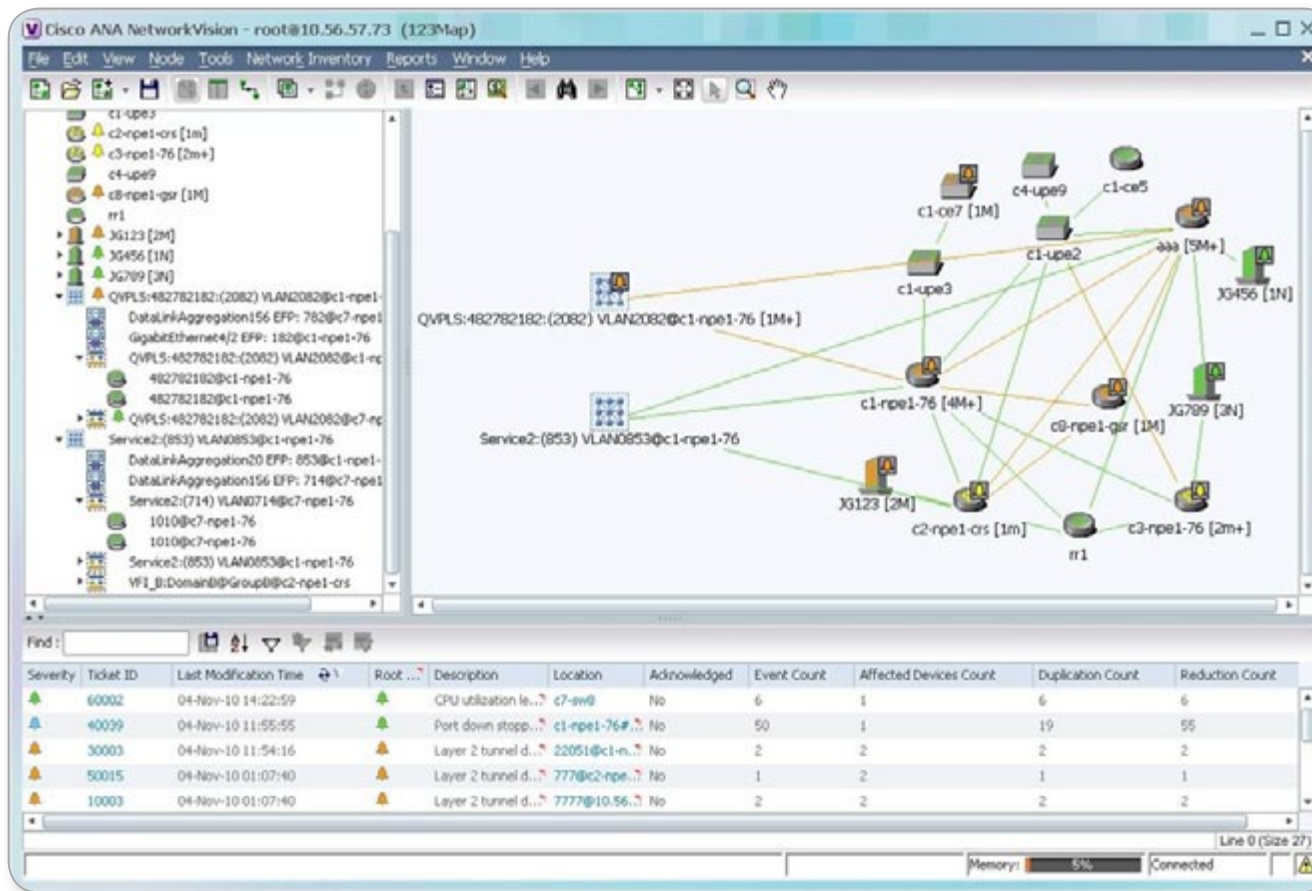 Cisco ANA NetworkVision - root@10.56.57.73 (123Map)
File Edit View Node Tools Network Inventory Reports Window Help
c1-upe3
c2-npe1-crs [1m]
c3-npe1-76 [2m+]
c4-upe9
c8-npe1-gsr [1M]
rr1
JG123 [2M]
JG456 [1N]
JG789 [3N]
QVPLS:482782182:(2082) VLAN2082@c1-npe1-
DataLinkAggregation156 EFP: 782@c7-npe1
GigabitEthernet4/2 EFP: 182@c1-npe1-76
QVPLS:482782182:(2082) VLAN2082@c1-np
482782182@c1-npe1-76
482782182@c1-npe1-76
QVPLS:482782182:(2082) VLAN2082@c7-np
Service2:(853) VLAN0853@c1-npe1-76
DataLinkAggregation20 EFP: 853@c1-npe1-
DataLinkAggregation156 EFP: 714@c7-npe1
Service2:(714) VLAN0714@c7-npe1-76
1010@c7-npe1-76
1010@c7-npe1-76
Service2:(853) VLAN0853@c1-npe1-76
VFI_B:DomainB@GroupB@c2-npe1-crs
c4-upe9
c1-ce5
c1-ce7 [1M]
c1-upe2
aaa [5M+]
c1-upe3
JG456 [1N]
QVPLS:482782182:(2082) VLAN2082@c1-npe1-76 [1M+]
c1-npe1-76 [4M+]
JG789 [3N]
c8-npe1-gsr [1M]
Service2:(853) VLAN0853@c1-npe1-76
JG123 [2M]
c2-npe1-crs [1m]
c3-npe1-76 [2m+]
rr1
Find :
Severity Ticket ID Last Modification Time Root ... Description Location Acknowledged Event Count Affected Devices Count Duplication Count Reduction Count
60002 04-Nov-10 14:22:59 CPU utilization le... c7-sw8 No 6 1 6 6
40039 04-Nov-10 11:55:55 Port down stopp... c1-npe1-76#.. No 50 1 19 55
30003 04-Nov-10 11:54:16 Layer 2 tunnel d... 22051@c1-n.. No 2 2 2 2
50015 04-Nov-10 01:07:40 Layer 2 tunnel d... 777@c2-npe.. No 1 2 1 1
10003 04-Nov-10 01:07:40 Layer 2 tunnel d... 7777@10.56.. No 2 2 2 2
Line 0 (Size 27)
Memory: 5% Connected